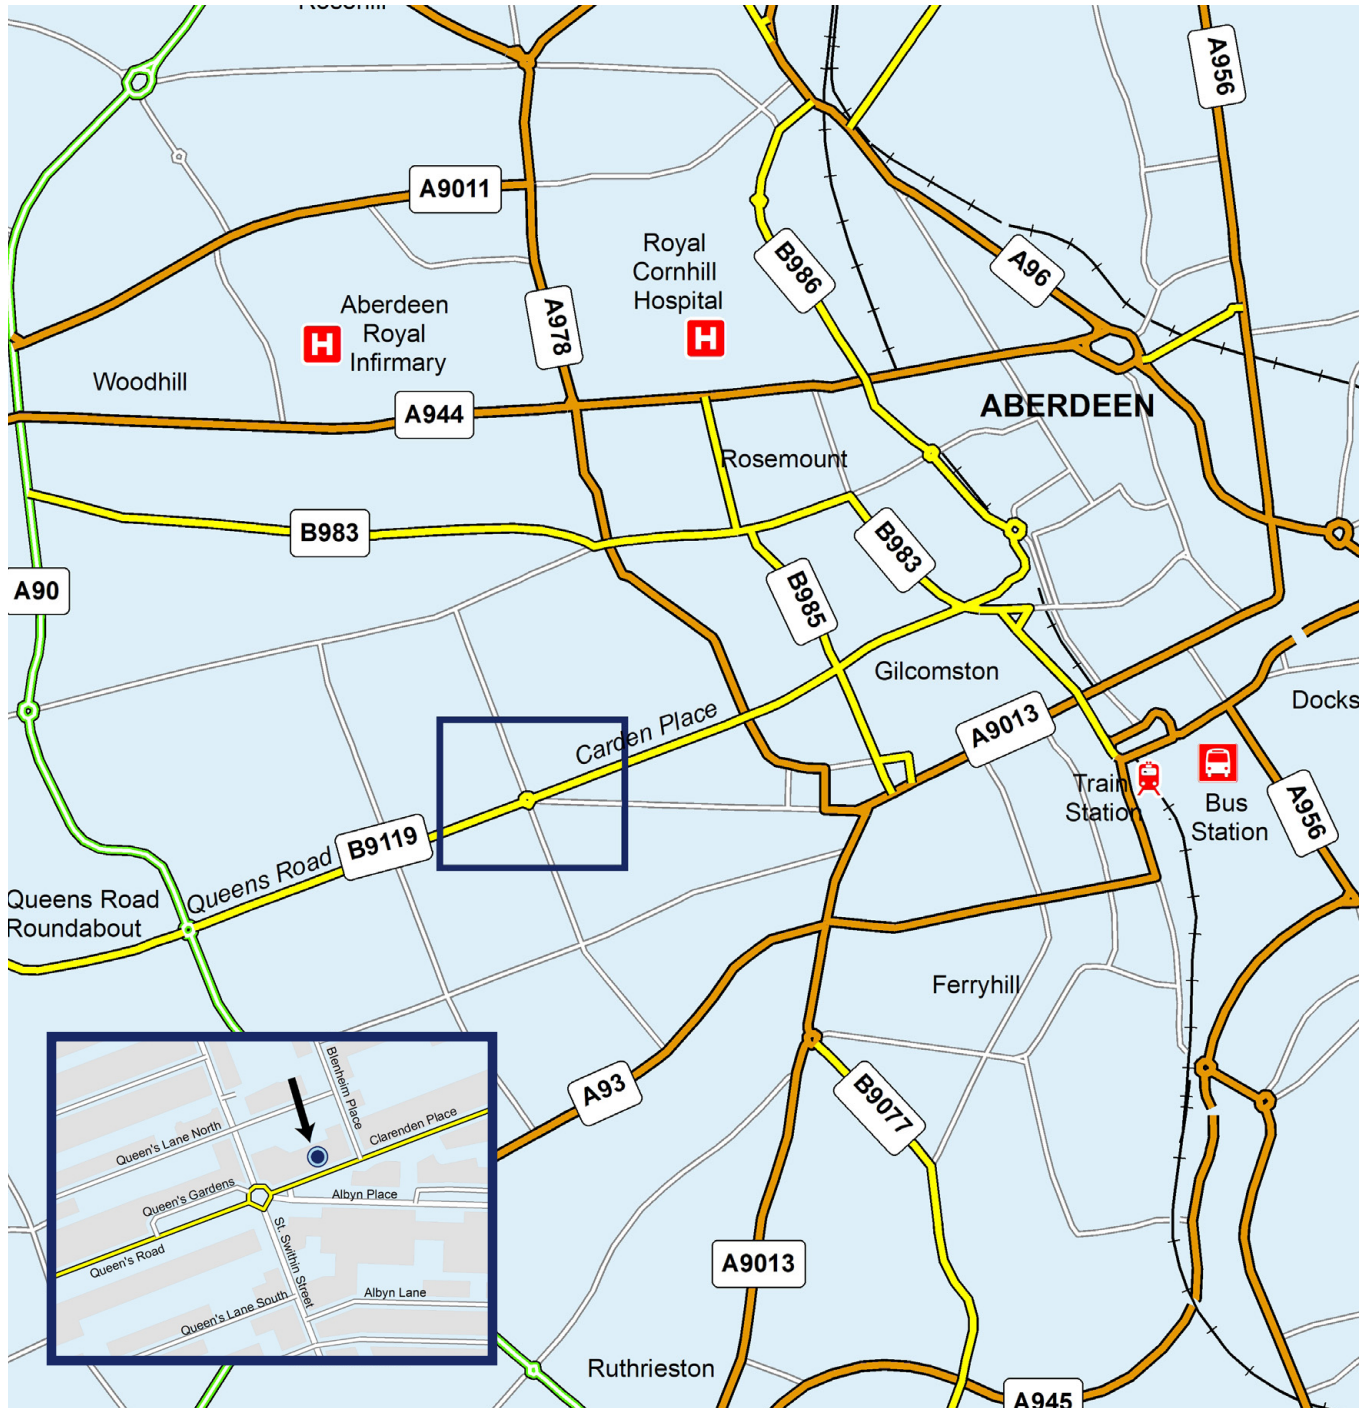 Rosehill
A956
A9011
Royal
Cornhill
Hospital
B986
A96
Aberdeen
Royal
Infirmary
H
H
A978
Woodhill
A944
ABERDEEN
Rosemount
B983
B983
A90
B985
Gilcomston
Docks
Carden Place
A9013
Train
Station
Bus
Station
A956
B9119
Queens Road
Queens Road
Roundabout
Ferryhill
A93
B9077
A9013
Ruthrieston
A945
Blenheim Place
Clarenden Place
Queen's Lane North
Queen's Gardens
Albyn Place
Queen's Road
St. Swithin Street
Queen's Lane South
Albyn Lane